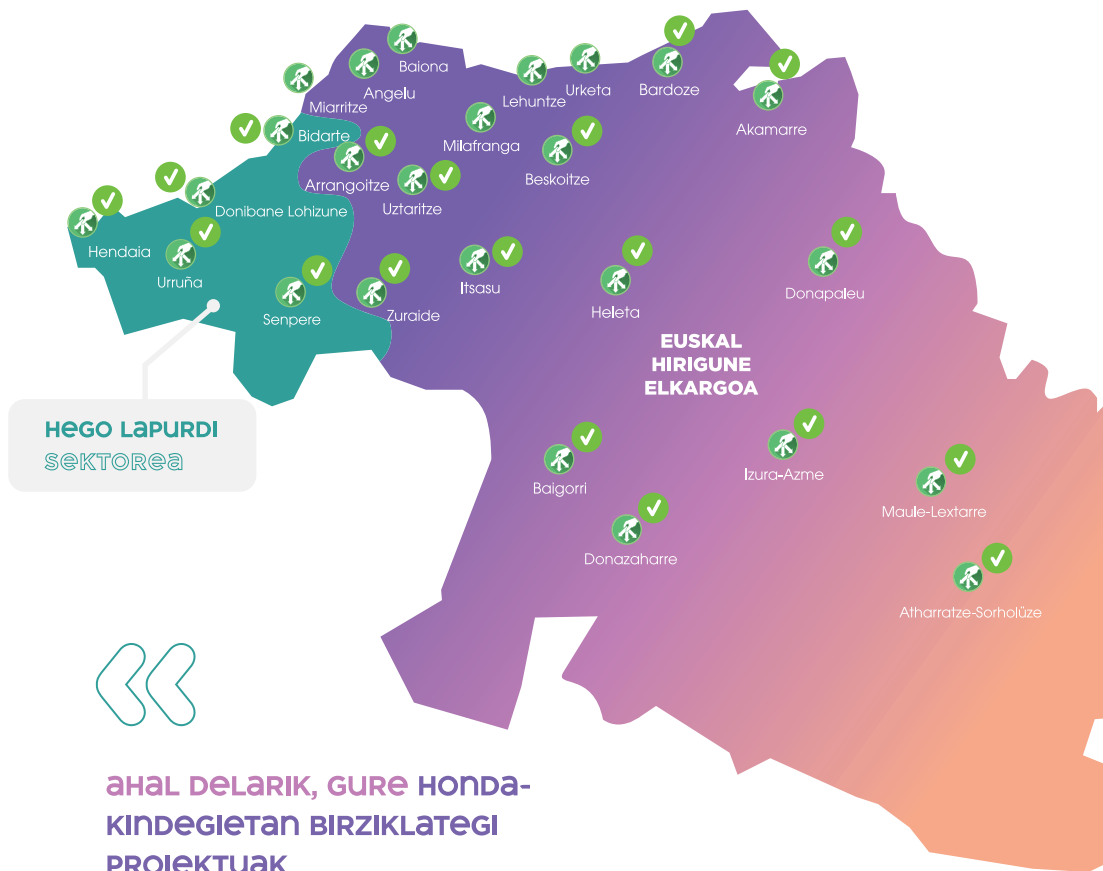 Baiona
Angelu
Miarritze
Lehuntze
Urketa
Bardoze
Akamarre
Bidarte
Milafranga
Arrangoitze
Beskoitze
Uztaritze
Donibane Lohizune
Hendaia
Urruña
Senpere
Zuraide
Itsasu
Heleta
Donapaleu
EUSKAL
HIRIGUNE
ELKARGOA
HEGO LAPURDI
SEKTOREA
Baigorri
Izura-Azme
Maule-Lextarre
Donazaharre
Atharratze-Sorholüze
AHAL DELARIK, GURE HONDA-
KINDEGIETAN BIRZIKLATEGI
PROIEKTUAK